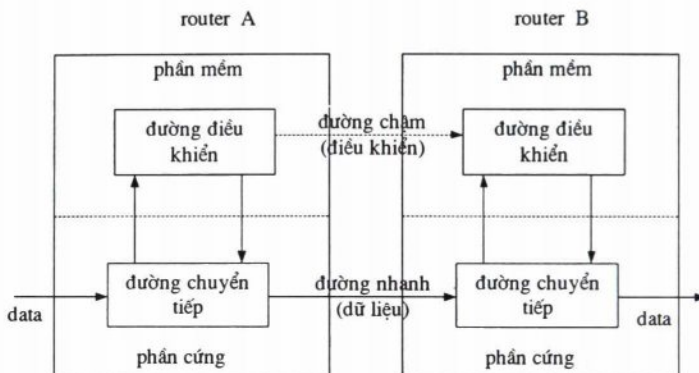 router A
router B
phần mềm
phần mềm
đường điều
khiển
đường chậm
(điều khiển)
đường điều
khiển
data
đường chuyển
tiếp
đường nhanh
(dữ liệu)
đường chuyển
tiếp
data
phần cứng
phần cứng